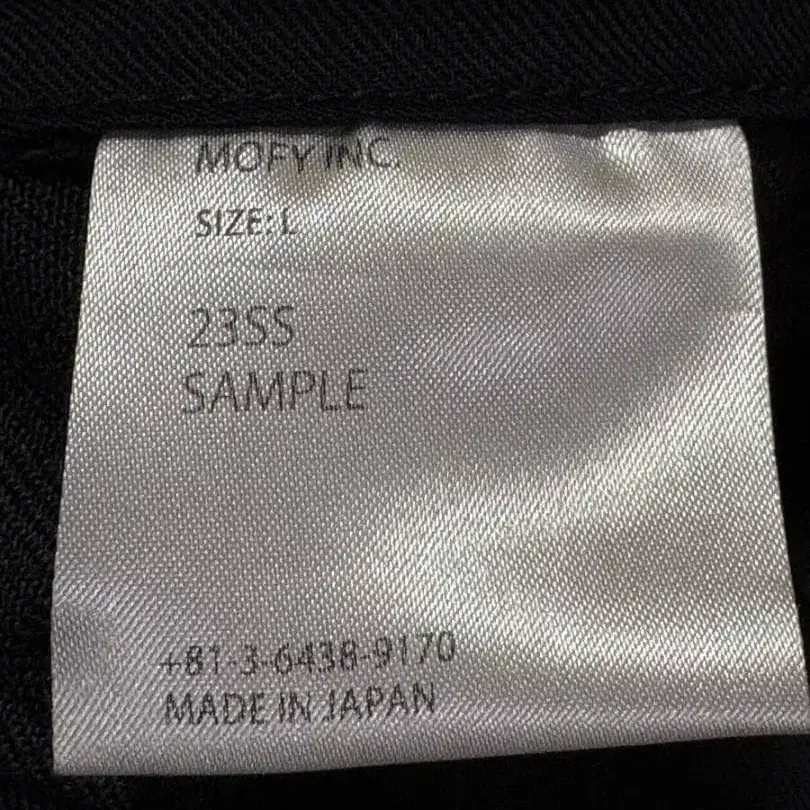 MOFY INC.
SIZE: L
23SS
SAMPLE
+81-3-6438-9170
MADE IN JAPAN